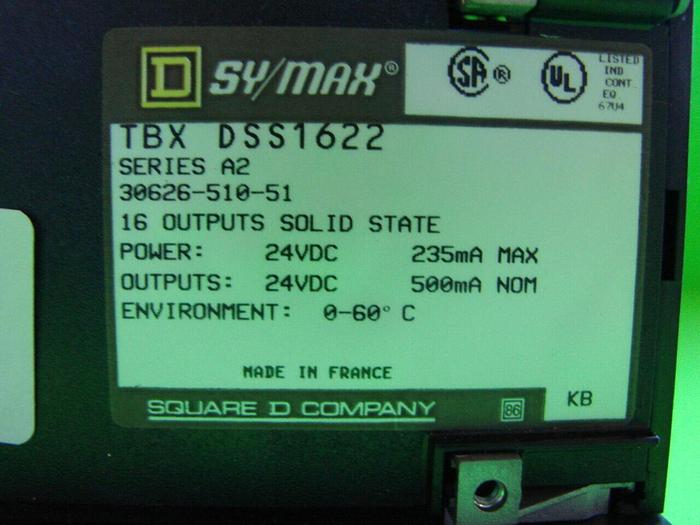 D SY/MAX®
SA ® UL
LISTED
IND
CONT.
EQ.
67U4
TBX DSS1622
SERIES A2
30626-510-51
16 OUTPUTS SOLID STATE
POWER: 24VDC 235mA MAX
OUTPUTS: 24VDC 500mA NOM
ENVIRONMENT: 0-60° C
MADE IN FRANCE
SQUARE D COMPANY 86 KB